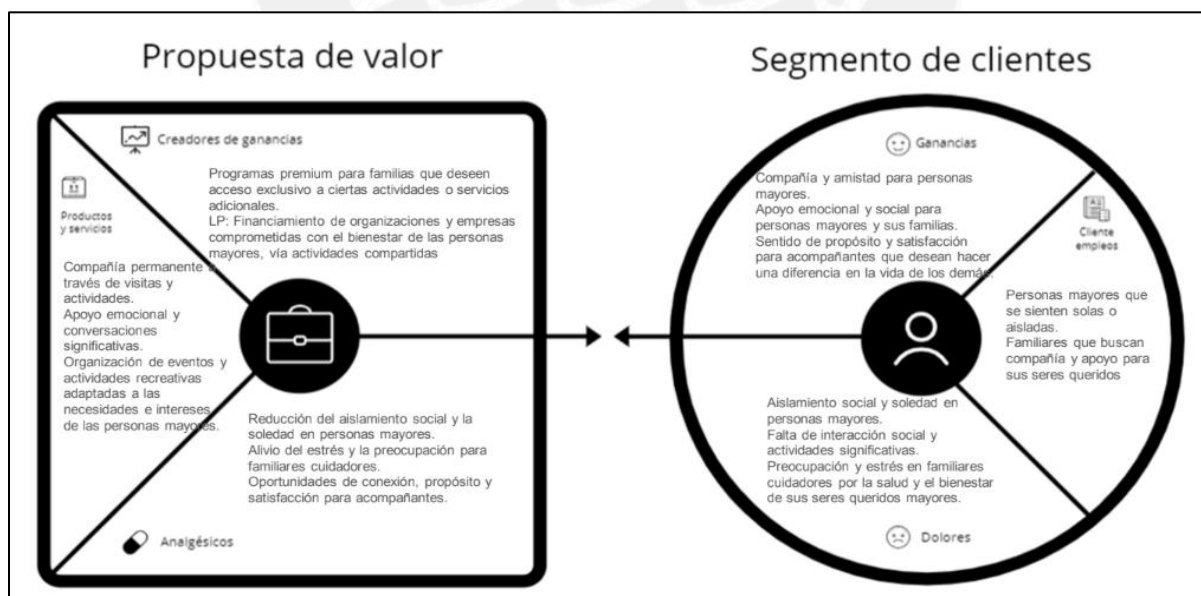 Propuesta de valor
Creadores de ganancias
Programas premium para familias que deseen
acceso exclusivo a ciertas actividades o servicios
adicionales.
LP: Financiamiento de organizaciones y empresas
comprometidas con el bienestar de las personas
mayores, vía actividades compartidas
Productos
y servicios
Compañía permanente a
través de visitas y
actividades.
Apoyo emocional y
conversaciones
significativas.
Organización de eventos y
actividades recreativas
adaptadas a las
necesidades e intereses
de las personas mayores.
Reducción del aislamiento social y la
soledad en personas mayores.
Alivio del estrés y la preocupación para
familiares cuidadores.
Oportunidades de conexión, propósito y
satisfacción para acompañantes.
Analgésicos
Segmento de clientes
Ganancias
Compañía y amistad para personas
mayores.
Apoyo emocional y social para
personas mayores y sus familias.
Sentido de propósito y satisfacción
para acompañantes que desean hacer
una diferencia en la vida de los demás.
Cliente
empleos
Personas mayores que
se sienten solas o
aisladas.
Familiares que buscan
compañía y apoyo para
sus seres queridos
Aislamiento social y soledad en
personas mayores.
Falta de interacción social y
actividades significativas.
Preocupación y estrés en familiares
cuidadores por la salud y el bienestar
de sus seres queridos mayores.
Dolores